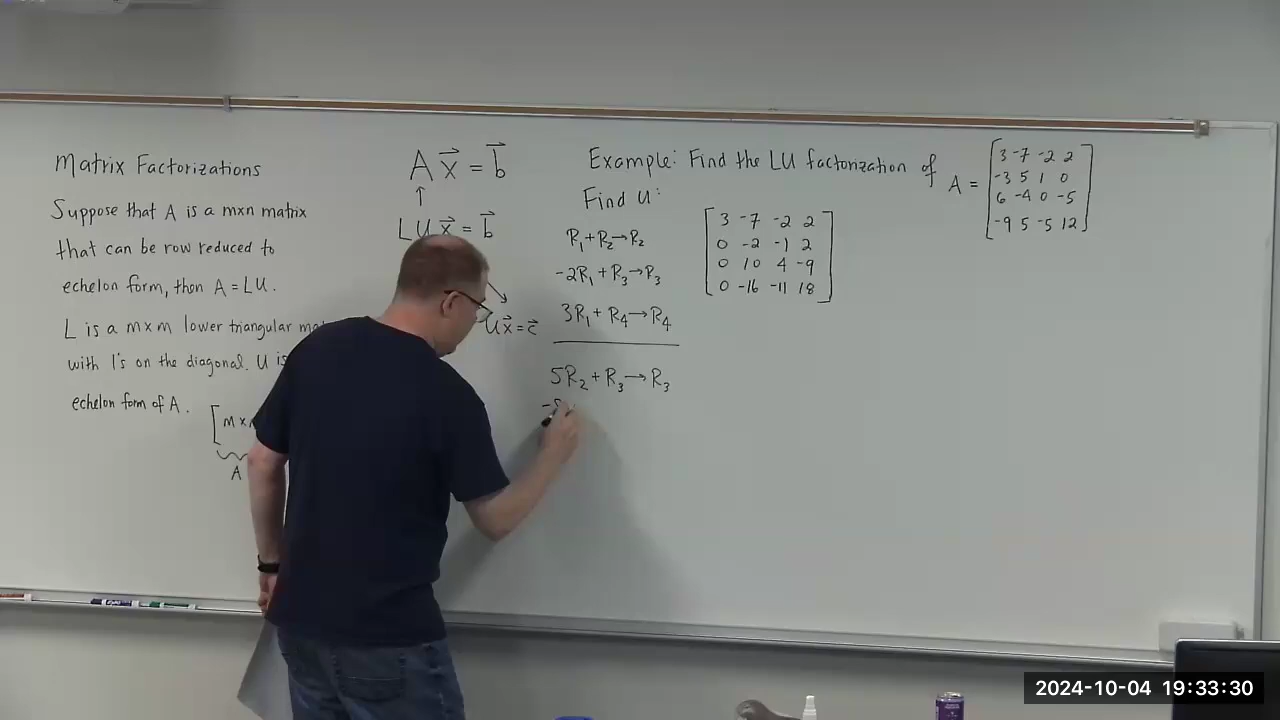 Matrix Factorizations
Suppose that A is a mxn matrix
that can be row reduced to
echelon form, then A = LU.
L is a mxm lower triangular
with 1's on the diagonal. U is
echelon form of A.
[ m x
A
A x⃗ = b⃗
↑
L U x⃗ = b⃗
U x⃗ = c⃗
Example: Find the LU factorization of
A = [ 3 -7 -2 2
-3 5 1 0
6 -4 0 -5
-9 5 -5 12 ]
Find U:
R₁ + R₂ → R₂
-2R₁ + R₃ → R₃
3R₁ + R₄ → R₄
[ 3 -7 -2 2
0 -2 -1 2
0 10 4 -9
0 -16 -11 18 ]
5R₂ + R₃ → R₃
2024-10-04 19:33:30